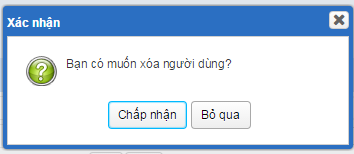 Xác nhận
Bạn có muốn xóa người dùng?
Chấp nhận Bỏ qua